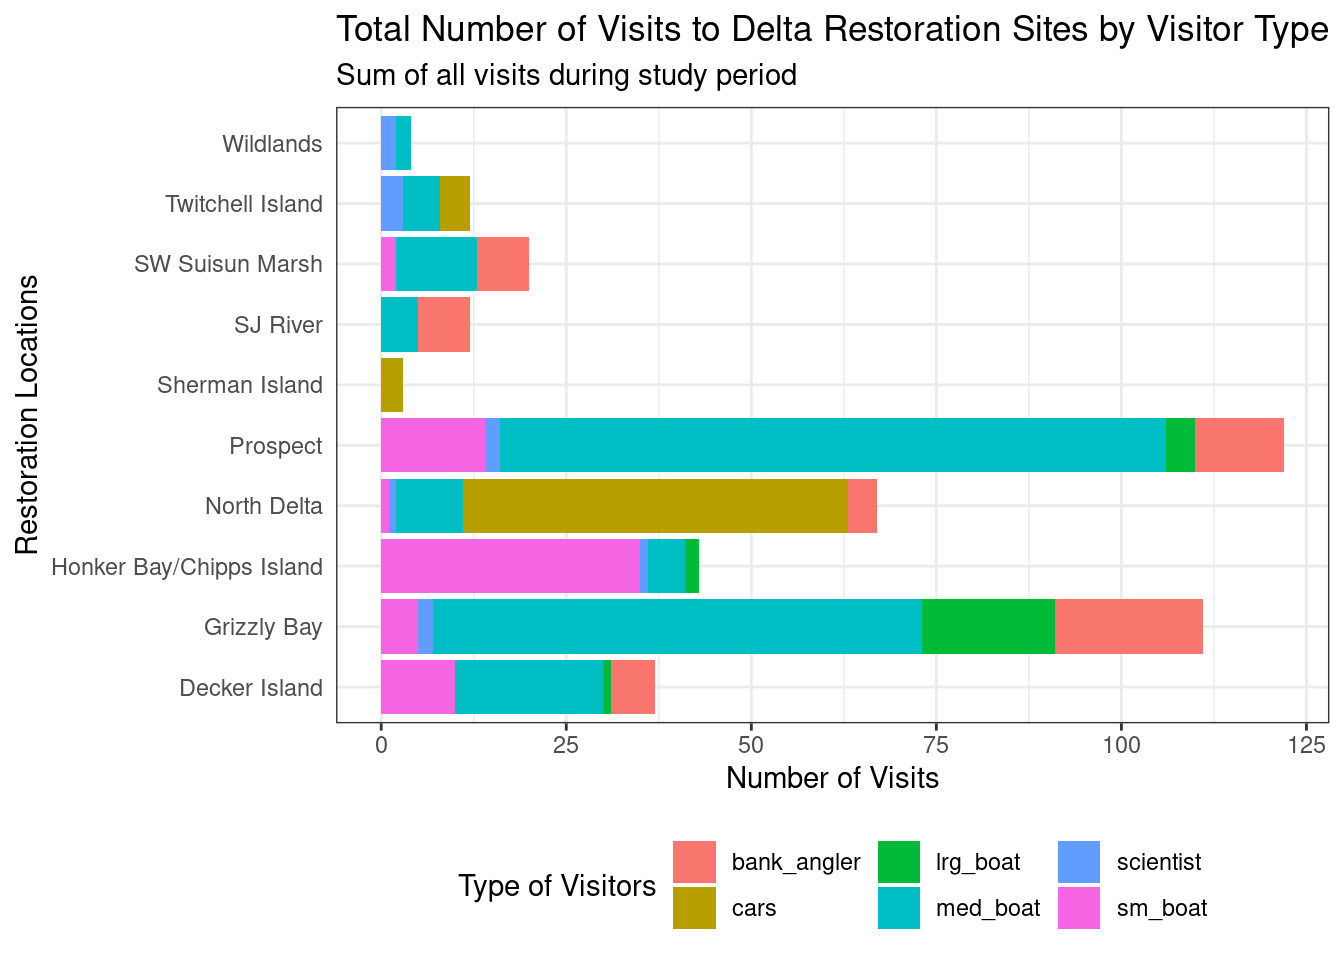 Total Number of Visits to Delta Restoration Sites by Visitor Type
Sum of all visits during study period
Restoration Locations
Wildlands
Twitchell Island
SW Suisun Marsh
SJ River
Sherman Island
Prospect
North Delta
Honker Bay/Chipps Island
Grizzly Bay
Decker Island
0 25 50 75 100 125
Number of Visits
Type of Visitors
bank_angler lrg_boat scientist
cars med_boat sm_boat